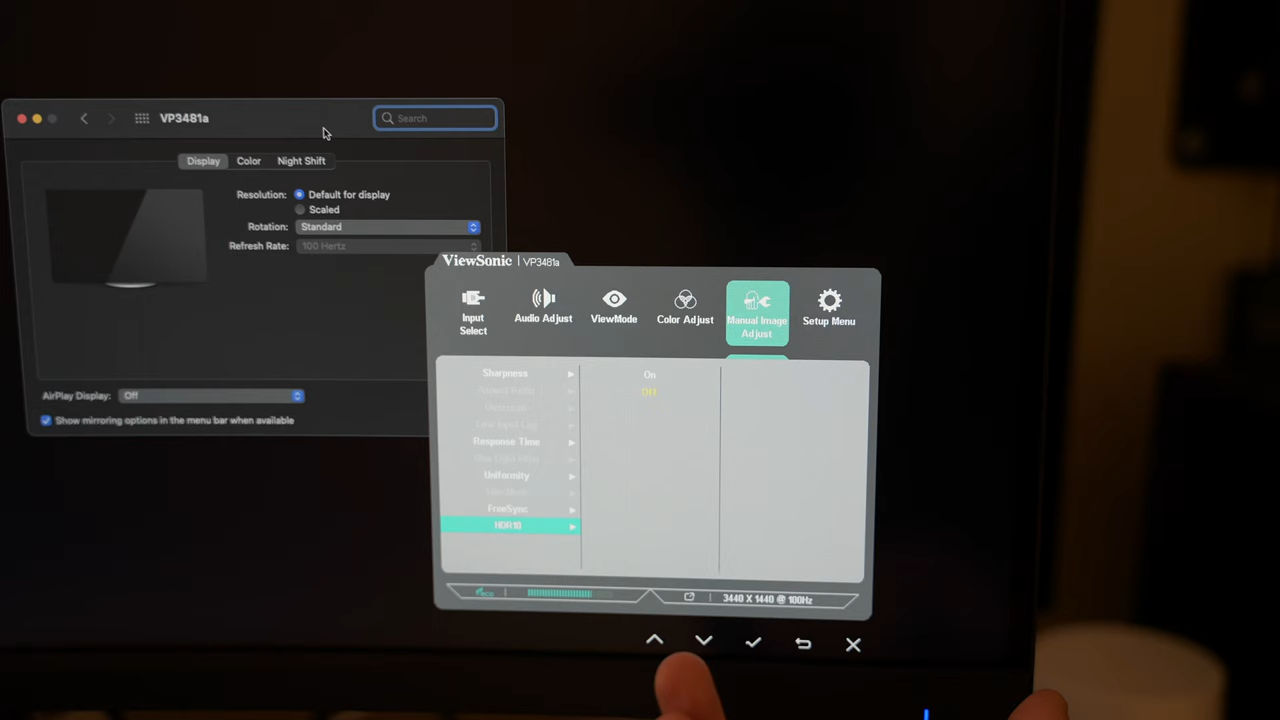 VP3481a
Search
Display
Color
Night Shift
Resolution:
Default for display
Scaled
Rotation:
Standard
Refresh Rate:
100 Hertz
AirPlay Display:
Off
Show mirroring options in the menu bar when available
ViewSonic | VP3481a
Input
Select
Audio Adjust
ViewMode
Color Adjust
Manual Image
Adjust
Setup Menu
Sharpness
Response Time
Uniformity
FreeSync
HDR10
On
Off
3440 X 1440 @ 100Hz